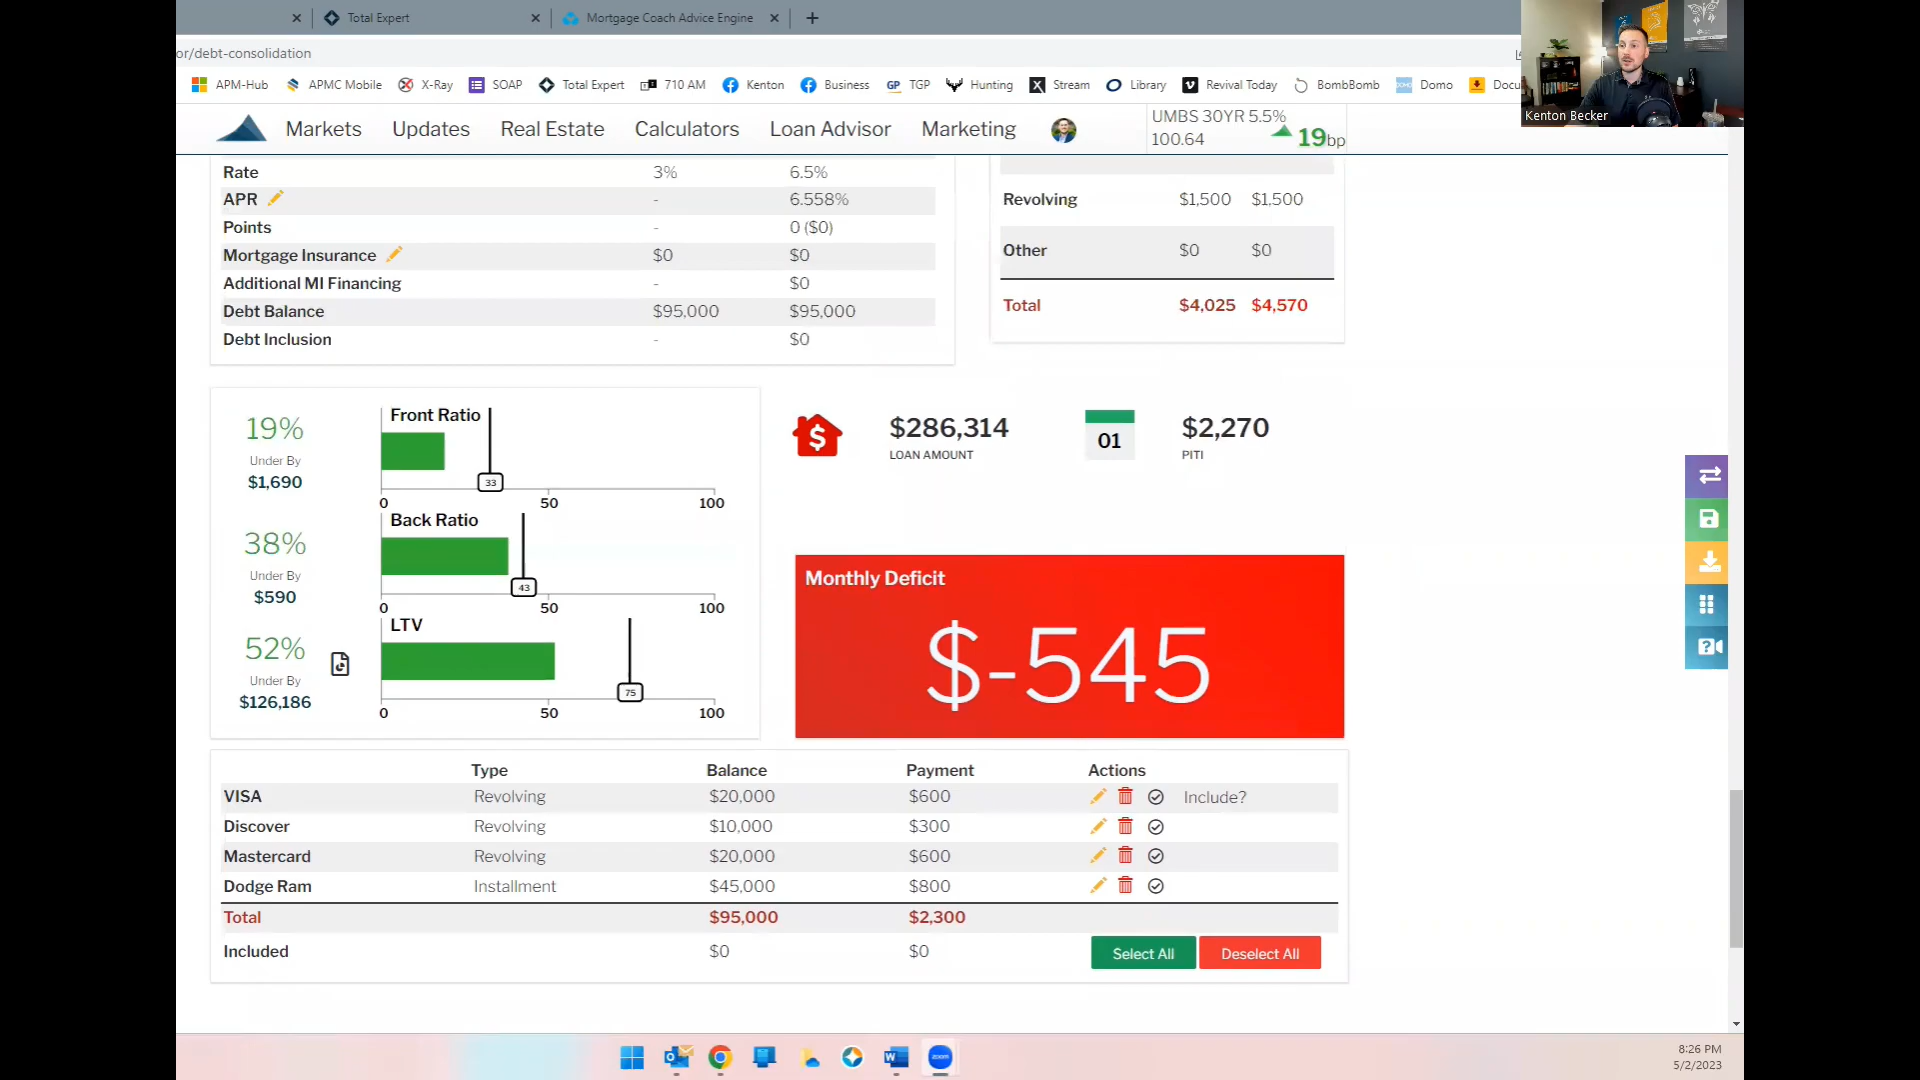 Total Expert
Mortgage Coach Advice Engine
or/debt-consolidation
APM-Hub APMC Mobile X-Ray SOAP Total Expert 710 AM Kenton Business TGP Hunting Stream Library Revival Today BombBomb Domo Docu
Kenton Becker
Markets Updates Real Estate Calculators Loan Advisor Marketing
UMBS 30YR 5.5%
100.64 19bp
Rate 3% 6.5%
APR - 6.558%
Points - 0 ($0)
Mortgage Insurance $0 $0
Additional MI Financing - $0
Debt Balance $95,000 $95,000
Debt Inclusion - $0
Revolving $1,500 $1,500
Other $0 $0
Total $4,025 $4,570
19%
Under By
$1,690
Front Ratio
33
0 50 100
38%
Under By
$590
Back Ratio
43
0 50 100
52%
Under By
$126,186
LTV
75
0 50 100
$286,314
LOAN AMOUNT
01
$2,270
PITI
Monthly Deficit
$-545
Type Balance Payment Actions
VISA Revolving $20,000 $600 Include?
Discover Revolving $10,000 $300
Mastercard Revolving $20,000 $600
Dodge Ram Installment $45,000 $800
Total $95,000 $2,300
Included $0 $0 Select All Deselect All
zoom
8:26 PM
5/2/2023